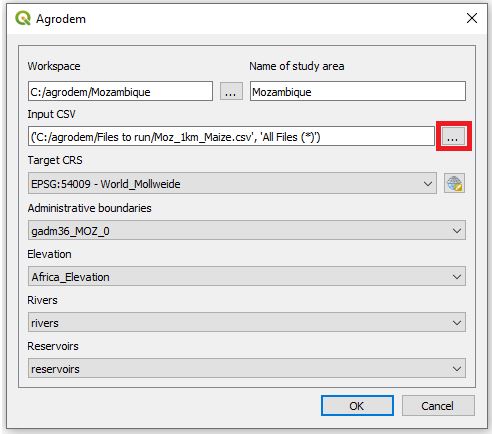 Agrodem
Workspace Name of study area
C:/agrodem/Mozambique ... Mozambique
Input CSV
('C:/agrodem/Files to run/Moz_1km_Maize.csv', 'All Files (*)') ...
Target CRS
EPSG:54009 - World_Mollweide
Administrative boundaries
gadm36_MOZ_0
Elevation
Africa_Elevation
Rivers
rivers
Reservoirs
reservoirs
OK Cancel